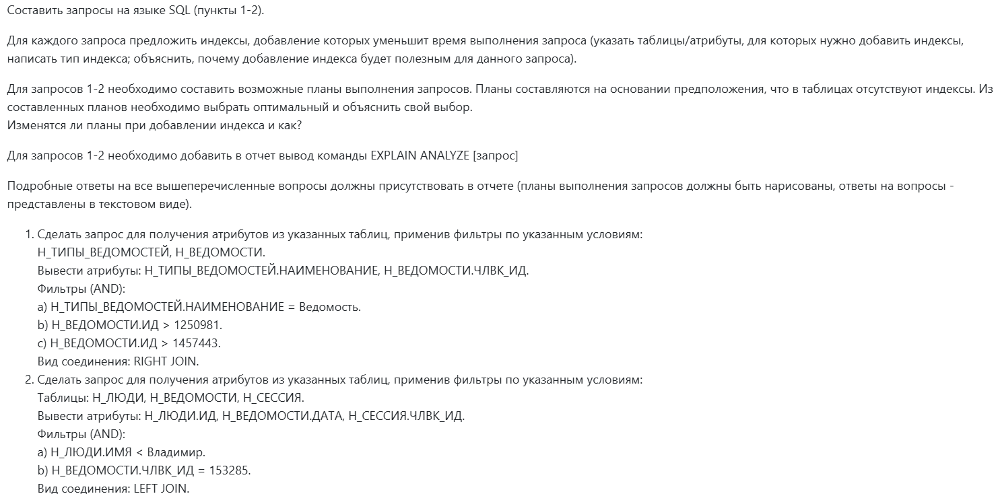 Составить запросы на языке SQL (пункты 1-2).
Для каждого запроса предложить индексы, добавление которых уменьшит время выполнения запроса (указать таблицы/атрибуты, для которых нужно добавить индексы,
написать тип индекса; объяснить, почему добавление индекса будет полезным для данного запроса).
Для запросов 1-2 необходимо составить возможные планы выполнения запросов. Планы составляются на основании предположения, что в таблицах отсутствуют индексы. Из
составленных планов необходимо выбрать оптимальный и объяснить свой выбор.
Изменятся ли планы при добавлении индекса и как?
Для запросов 1-2 необходимо добавить в отчет вывод команды EXPLAIN ANALYZE [запрос]
Подробные ответы на все вышеперечисленные вопросы должны присутствовать в отчете (планы выполнения запросов должны быть нарисованы, ответы на вопросы -
представлены в текстовом виде).
1. Сделать запрос для получения атрибутов из указанных таблиц, применив фильтры по указанным условиям:
Н_ТИПЫ_ВЕДОМОСТЕЙ, Н_ВЕДОМОСТИ.
Вывести атрибуты: Н_ТИПЫ_ВЕДОМОСТЕЙ.НАИМЕНОВАНИЕ, Н_ВЕДОМОСТИ.ЧЛВК_ИД.
Фильтры (AND):
a) Н_ТИПЫ_ВЕДОМОСТЕЙ.НАИМЕНОВАНИЕ = Ведомость.
b) Н_ВЕДОМОСТИ.ИД > 1250981.
c) Н_ВЕДОМОСТИ.ИД > 1457443.
Вид соединения: RIGHT JOIN.
2. Сделать запрос для получения атрибутов из указанных таблиц, применив фильтры по указанным условиям:
Таблицы: Н_ЛЮДИ, Н_ВЕДОМОСТИ, Н_СЕССИЯ.
Вывести атрибуты: Н_ЛЮДИ.ИД, Н_ВЕДОМОСТИ.ДАТА, Н_СЕССИЯ.ЧЛВК_ИД.
Фильтры (AND):
a) Н_ЛЮДИ.ИМЯ < Владимир.
b) Н_ВЕДОМОСТИ.ЧЛВК_ИД = 153285.
Вид соединения: LEFT JOIN.